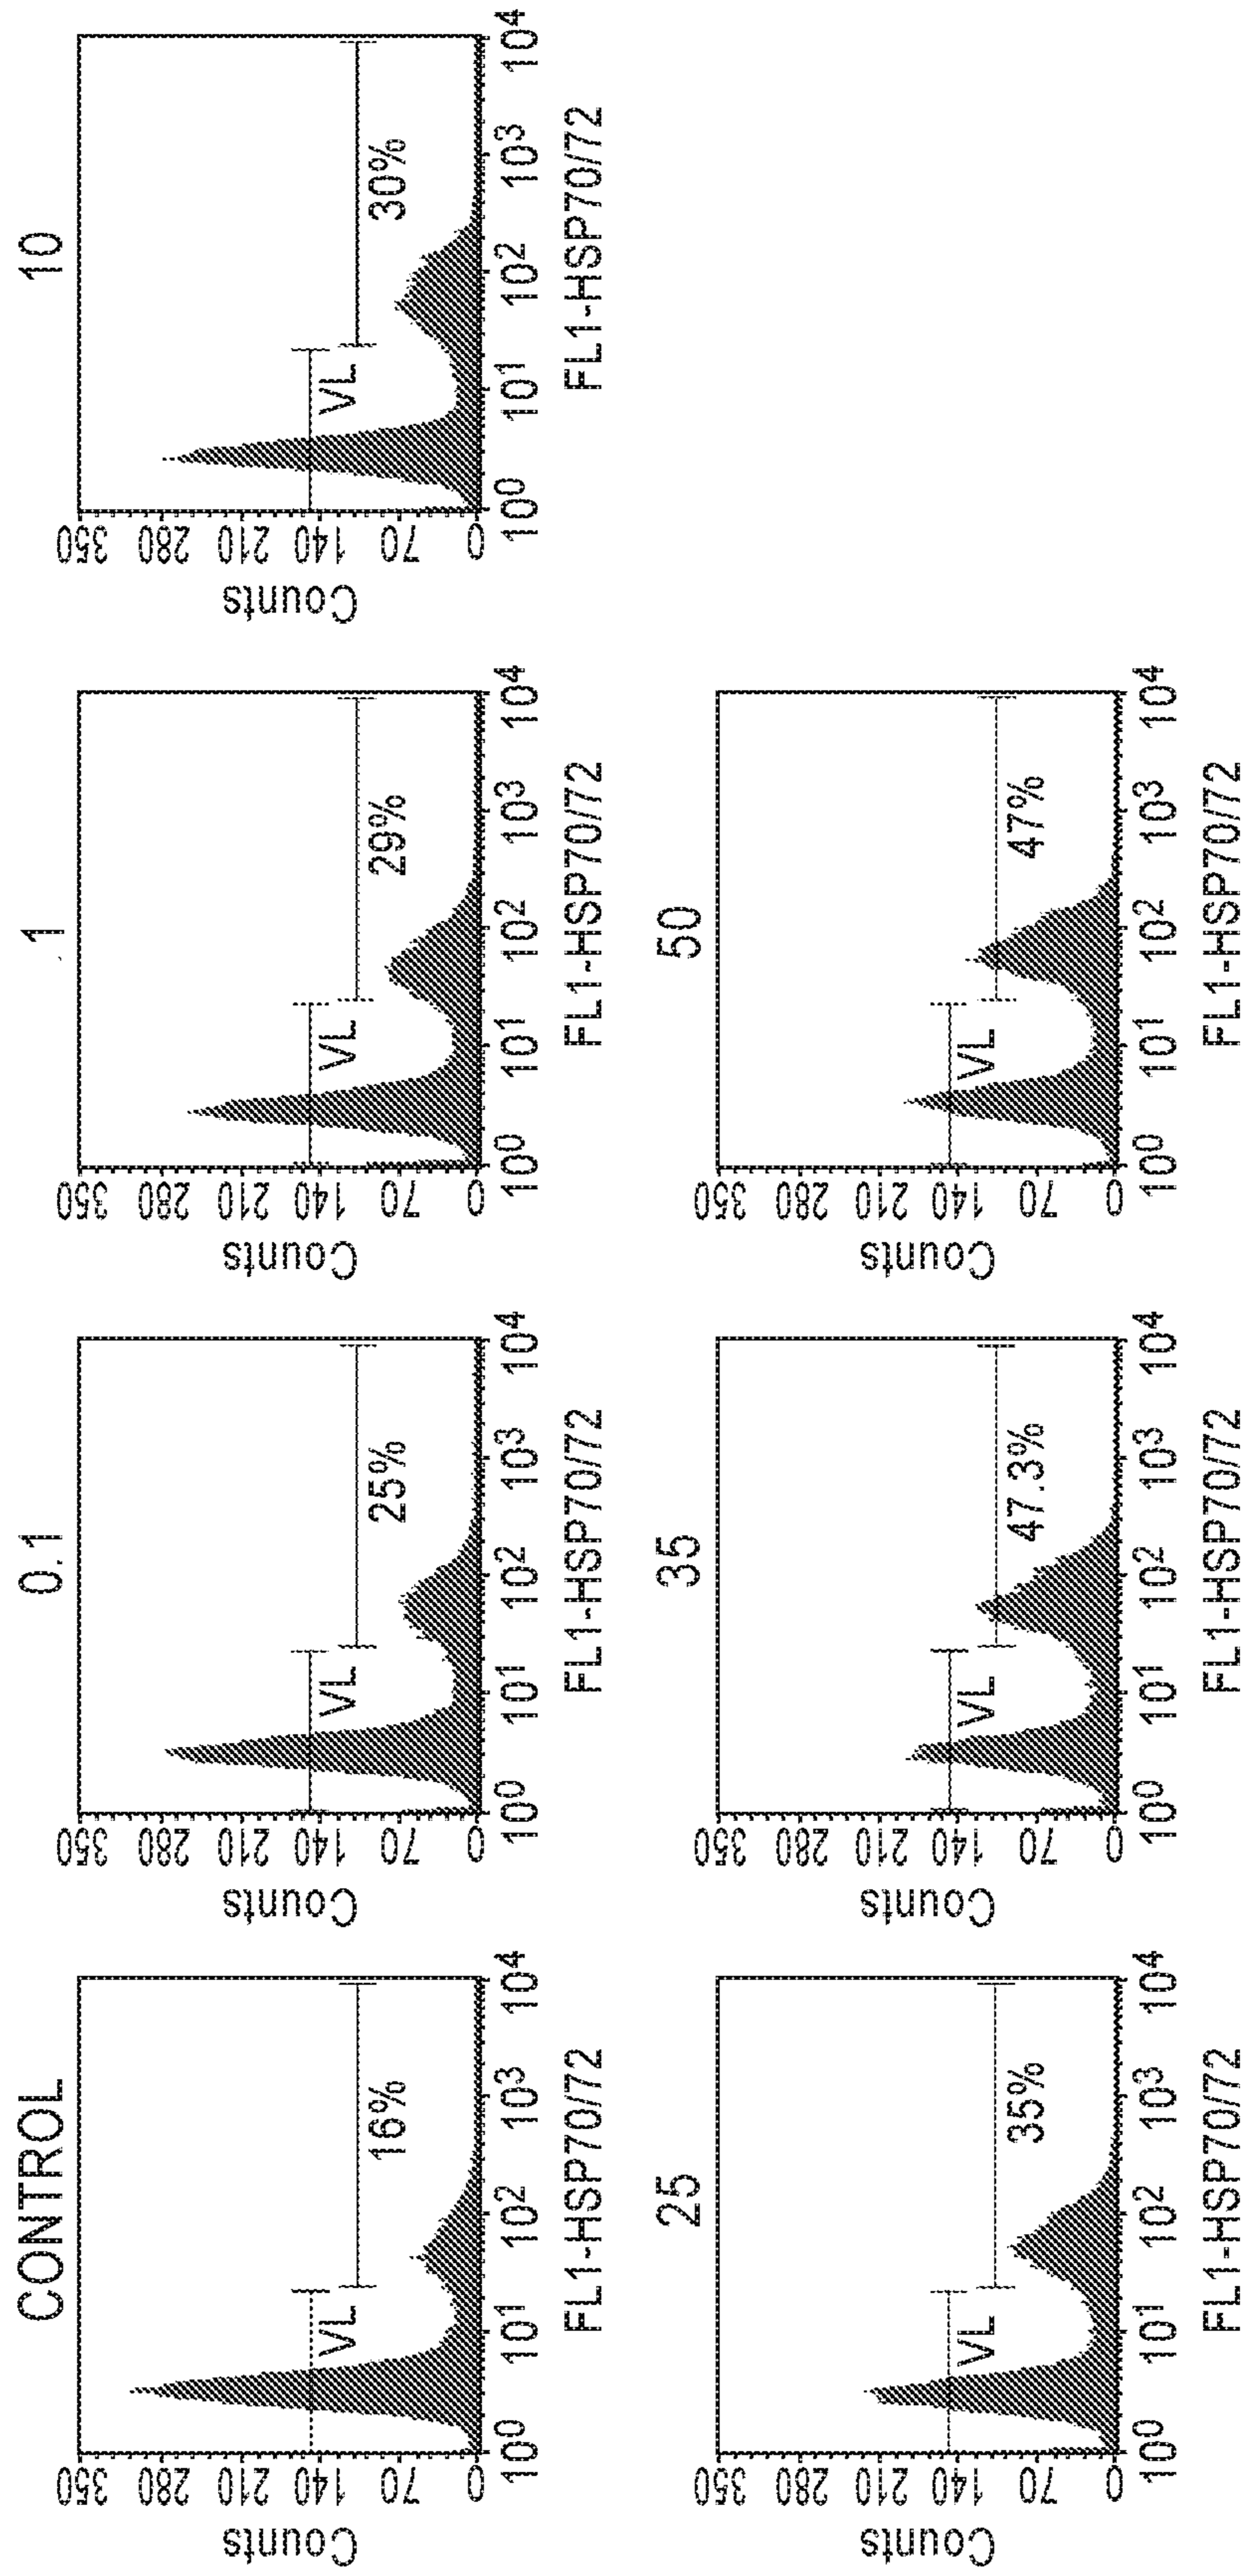 CONTROL
Counts
350 280 210 140 70 0
VL
16%
10⁰ 10¹ 10² 10³ 10⁴
FL1-HSP70/72
0.1
Counts
350 280 210 140 70 0
VL
25%
10⁰ 10¹ 10² 10³ 10⁴
FL1-HSP70/72
1
Counts
350 280 210 140 70 0
VL
29%
10⁰ 10¹ 10² 10³ 10⁴
FL1-HSP70/72
10
Counts
350 280 210 140 70 0
VL
30%
10⁰ 10¹ 10² 10³ 10⁴
FL1-HSP70/72
25
Counts
350 280 210 140 70 0
VL
35%
10⁰ 10¹ 10² 10³ 10⁴
FL1-HSP70/72
35
Counts
350 280 210 140 70 0
VL
47.3%
10⁰ 10¹ 10² 10³ 10⁴
FL1-HSP70/72
50
Counts
350 280 210 140 70 0
VL
47%
10⁰ 10¹ 10² 10³ 10⁴
FL1-HSP70/72